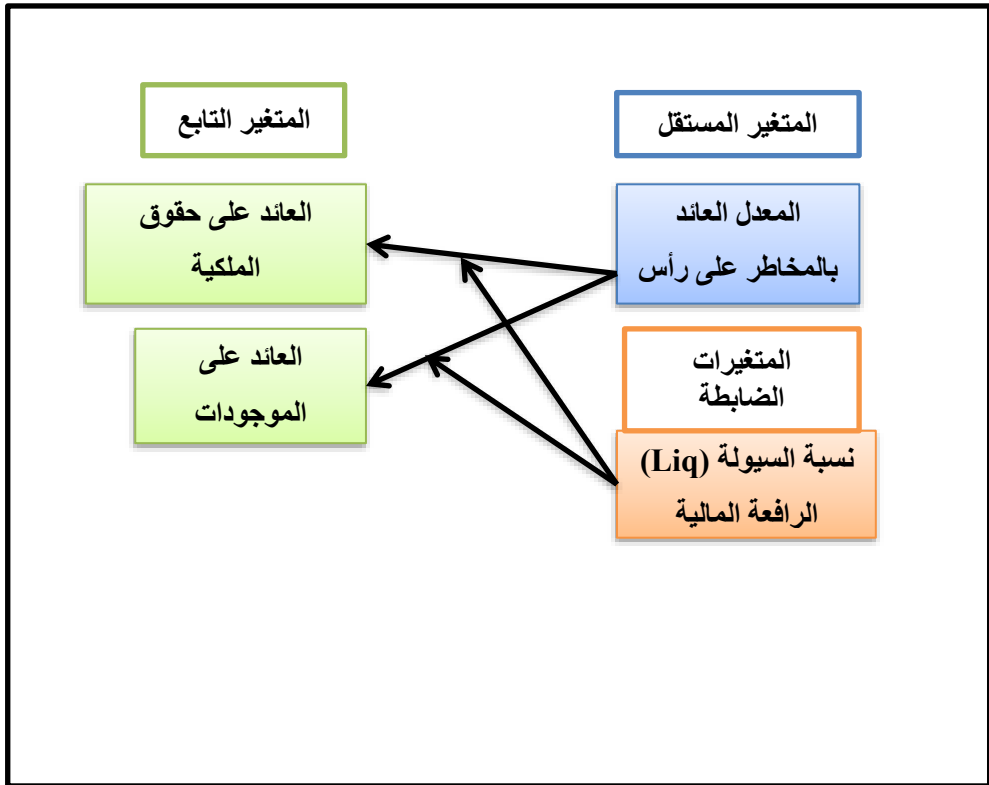 المتغير المستقل
المتغير التابع
المعدل العائد
بالمخاطر على رأس
العائد على حقوق
الملكية
المتغيرات
الضابطة
نسبة السيولة (Liq)
الرافعة المالية
العائد على
الموجودات